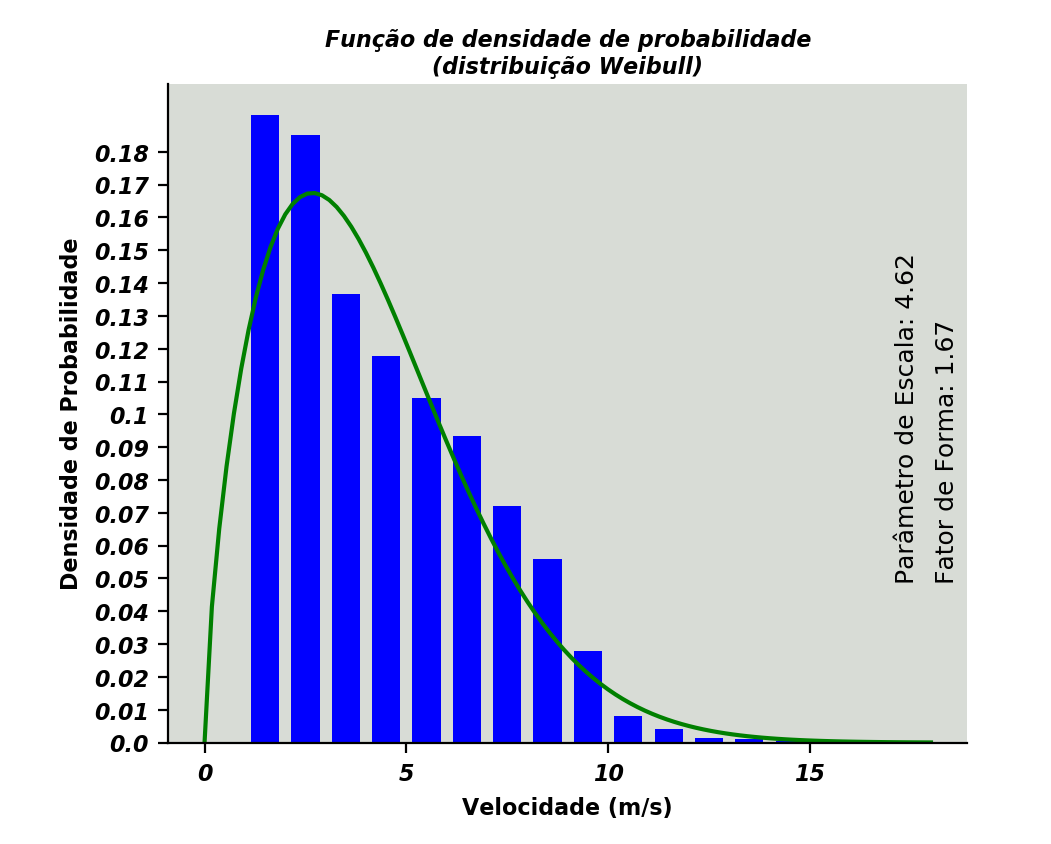 Função de densidade de probabilidade
(distribuição Weibull)
Densidade de Probabilidade
0.18
0.17
0.16
0.15
0.14
0.13
0.12
0.11
0.1
0.09
0.08
0.07
0.06
0.05
0.04
0.03
0.02
0.01
0.0
Parâmetro de Escala: 4.62
Fator de Forma: 1.67
0 5 10 15
Velocidade (m/s)